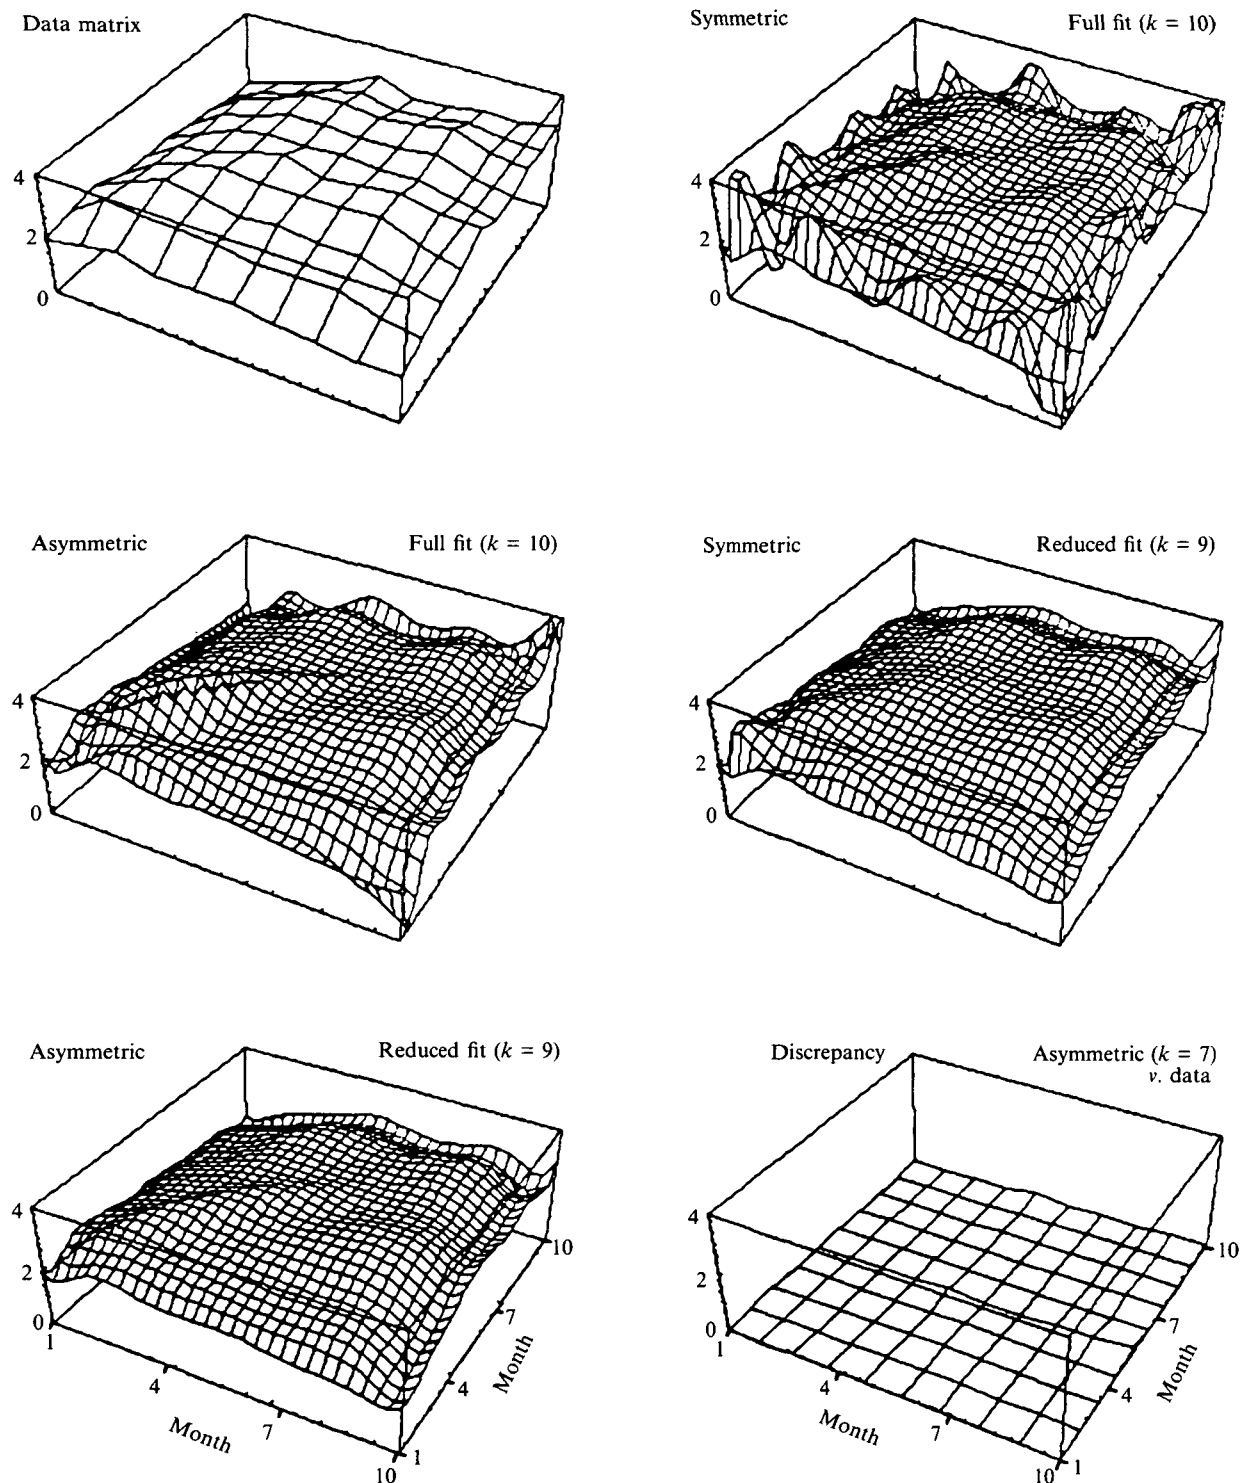 Data matrix
4
2
0
Symmetric
Full fit (k = 10)
4
2
0
Asymmetric
Full fit (k = 10)
4
2
0
Symmetric
Reduced fit (k = 9)
4
2
0
Asymmetric
Reduced fit (k = 9)
4
2
0
1
4
7
10
Month
1
4
7
10
Month
Discrepancy
Asymmetric (k = 7)
v. data
4
2
0
1
4
7
10
Month
1
4
7
10
Month